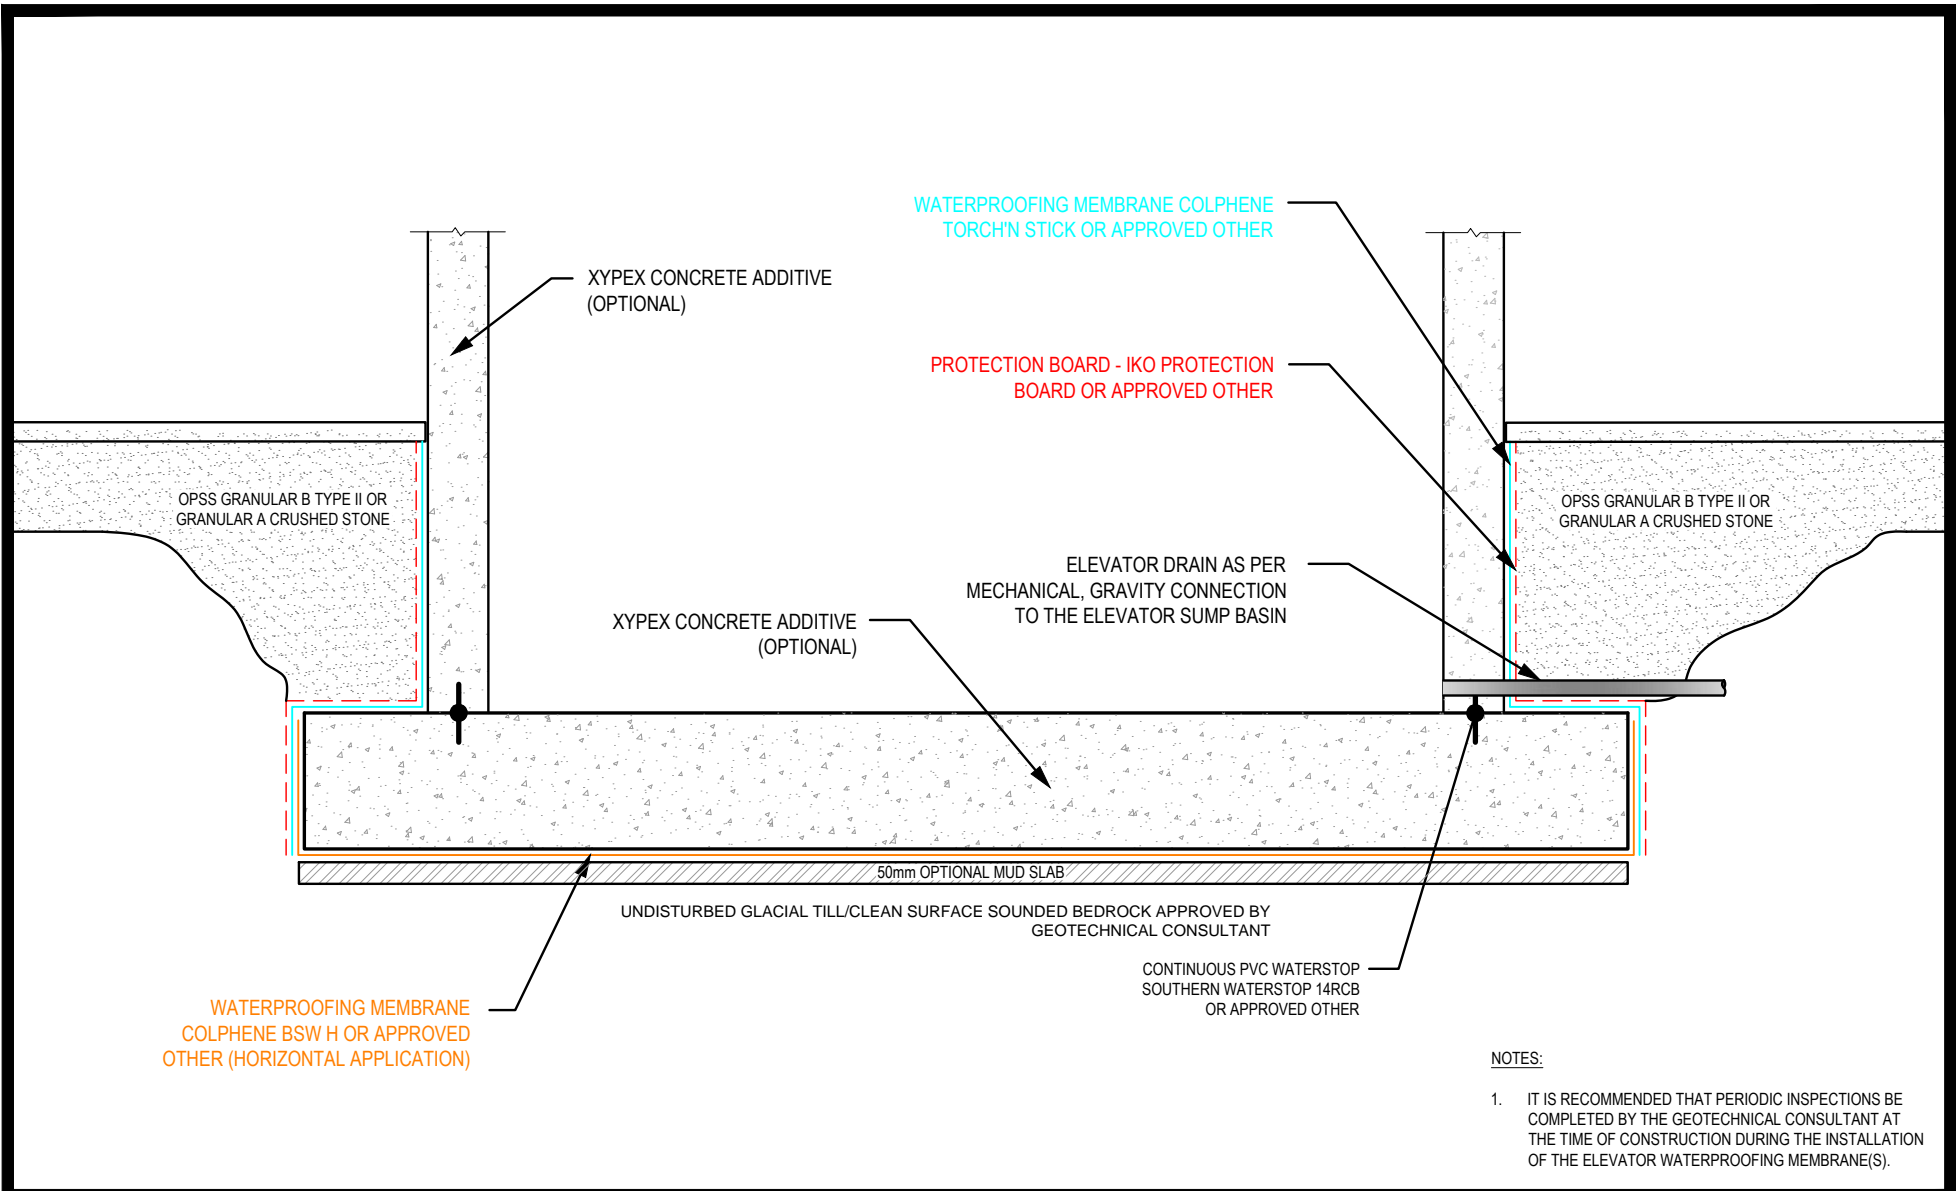 WATERPROOFING MEMBRANE COLPHENE
TORCH'N STICK OR APPROVED OTHER
XYPEX CONCRETE ADDITIVE
(OPTIONAL)
PROTECTION BOARD - IKO PROTECTION
BOARD OR APPROVED OTHER
OPSS GRANULAR B TYPE II OR
GRANULAR A CRUSHED STONE
OPSS GRANULAR B TYPE II OR
GRANULAR A CRUSHED STONE
ELEVATOR DRAIN AS PER
MECHANICAL, GRAVITY CONNECTION
TO THE ELEVATOR SUMP BASIN
XYPEX CONCRETE ADDITIVE
(OPTIONAL)
50mm OPTIONAL MUD SLAB
UNDISTURBED GLACIAL TILL/CLEAN SURFACE SOUNDED BEDROCK APPROVED BY
GEOTECHNICAL CONSULTANT
CONTINUOUS PVC WATERSTOP
SOUTHERN WATERSTOP 14RCB
OR APPROVED OTHER
WATERPROOFING MEMBRANE
COLPHENE BSW H OR APPROVED
OTHER (HORIZONTAL APPLICATION)
NOTES:
1. IT IS RECOMMENDED THAT PERIODIC INSPECTIONS BE
COMPLETED BY THE GEOTECHNICAL CONSULTANT AT
THE TIME OF CONSTRUCTION DURING THE INSTALLATION
OF THE ELEVATOR WATERPROOFING MEMBRANE(S).